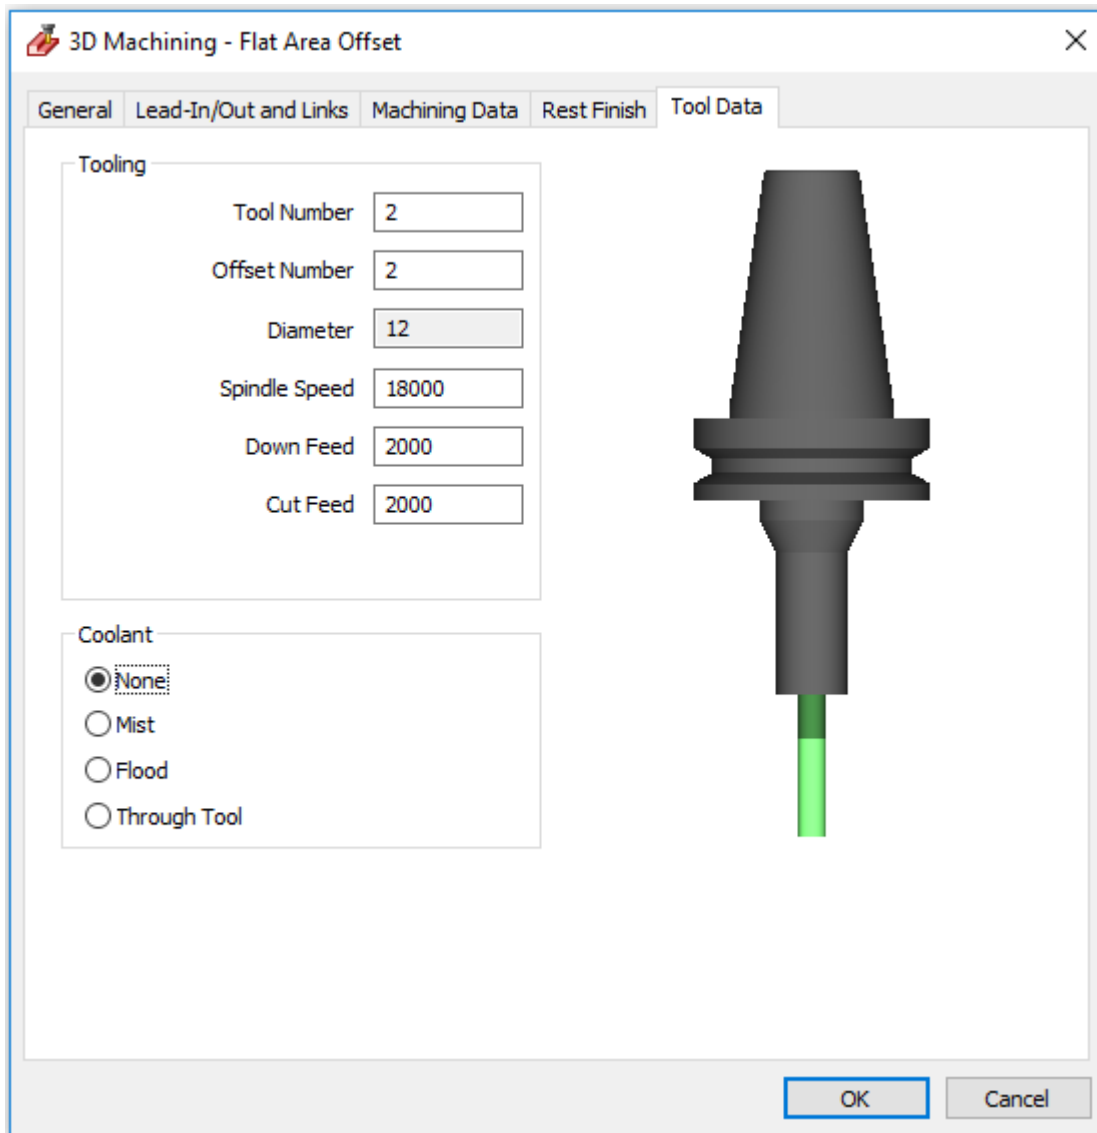 3D Machining - Flat Area Offset
General Lead-In/Out and Links Machining Data Rest Finish Tool Data
Tooling
Tool Number 2
Offset Number 2
Diameter 12
Spindle Speed 18000
Down Feed 2000
Cut Feed 2000
Coolant
None
Mist
Flood
Through Tool
OK Cancel